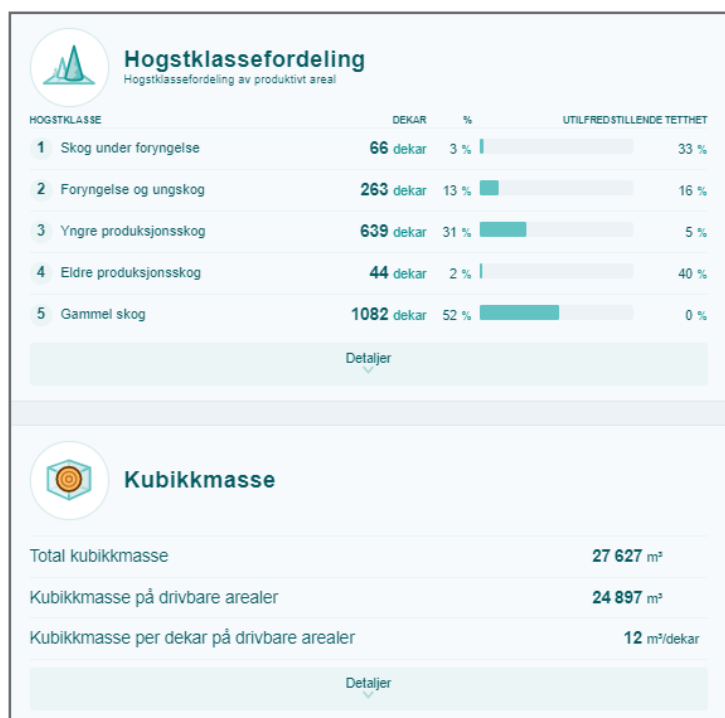 Hogstklassefordeling
Hogstklassefordeling av produktivt areal
HOGSTKLASSE DEKAR % UTILFREDSTILLENDE TETTHET
1 Skog under foryngelse 66 dekar 3 % 33 %
2 Foryngelse og ungskog 263 dekar 13 % 16 %
3 Yngre produksjonsskog 639 dekar 31 % 5 %
4 Eldre produksjonsskog 44 dekar 2 % 40 %
5 Gammel skog 1082 dekar 52 % 0 %
Detaljer
Kubikkmasse
Total kubikkmasse 27 627 m³
Kubikkmasse på drivbare arealer 24 897 m³
Kubikkmasse per dekar på drivbare arealer 12 m³/dekar
Detaljer